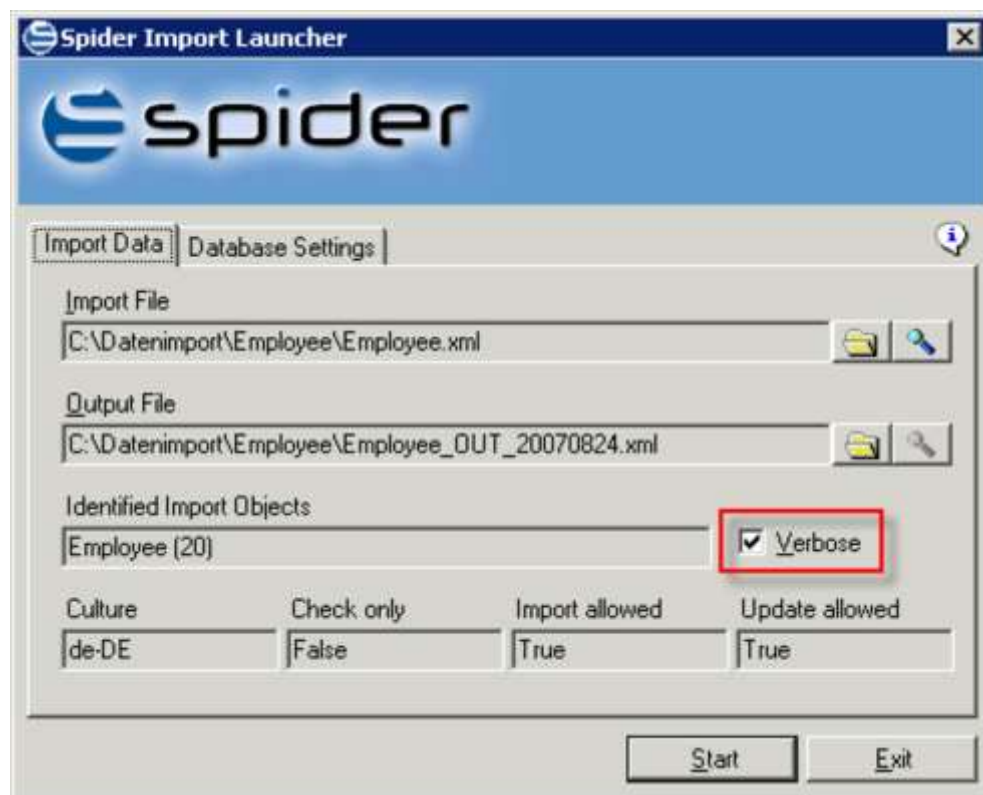 Spider Import Launcher
spider
Import Data Database Settings
Import File
C:\Datenimport\Employee\Employee.xml
Output File
C:\Datenimport\Employee\Employee_OUT_20070824.xml
Identified Import Objects
Employee (20) Verbose
Culture Check only Import allowed Update allowed
de-DE False True True
Start Exit